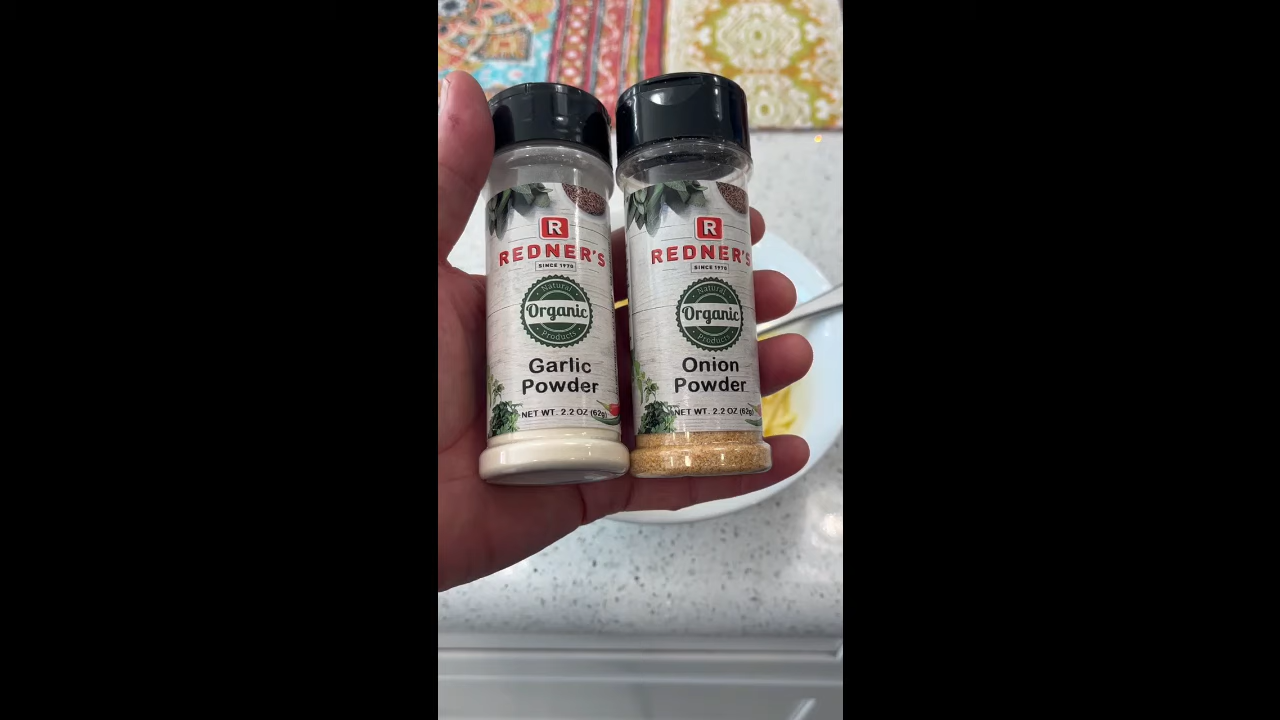 R
REDNER'S
SINCE 1970
Natural
Organic
Products
Garlic
Powder
NET WT. 2.2 OZ (62g)
R
REDNER'S
SINCE 1970
Natural
Organic
Products
Onion
Powder
NET WT. 2.2 OZ (62g)